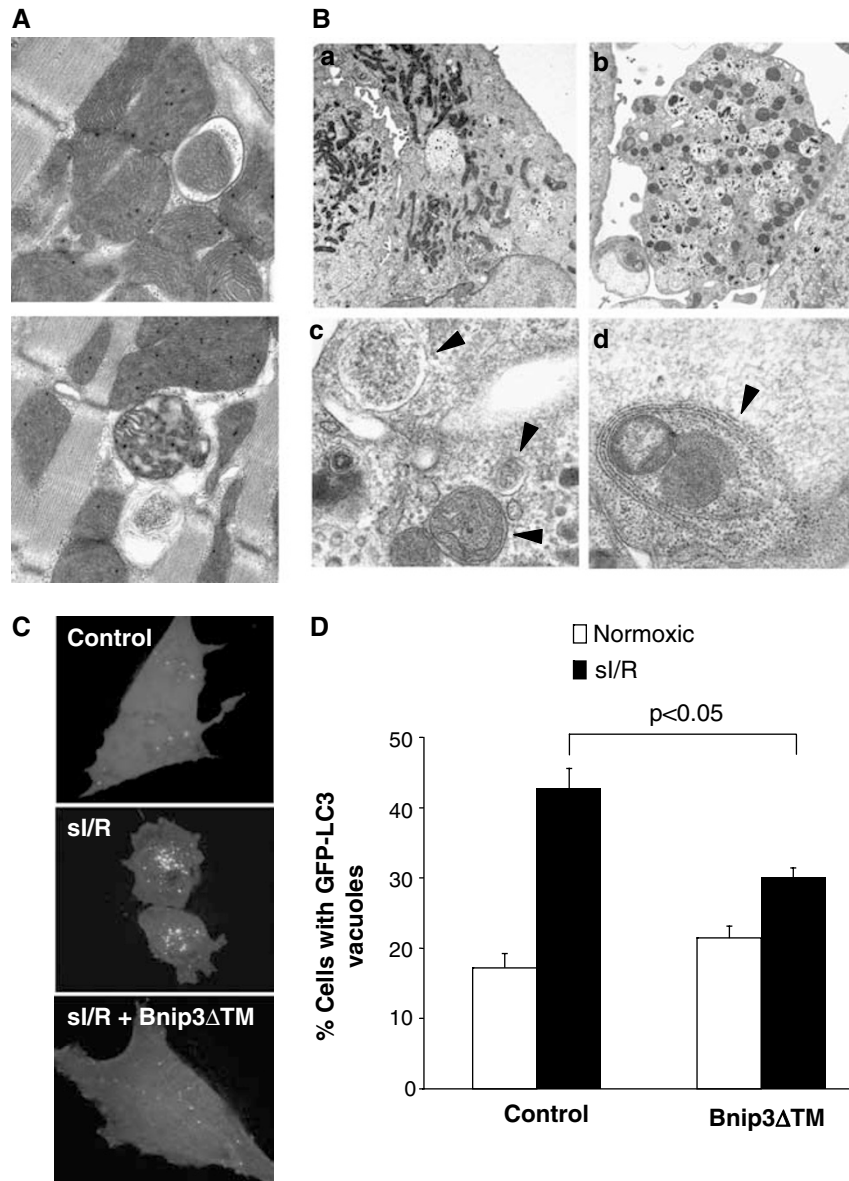 A
B
a
b
c
d
C
Control
sI/R
sI/R + Bnip3ΔTM
D
Normoxic
sI/R
p<0.05
% Cells with GFP-LC3
vacuoles
50
40
30
20
10
0
Control
Bnip3ΔTM